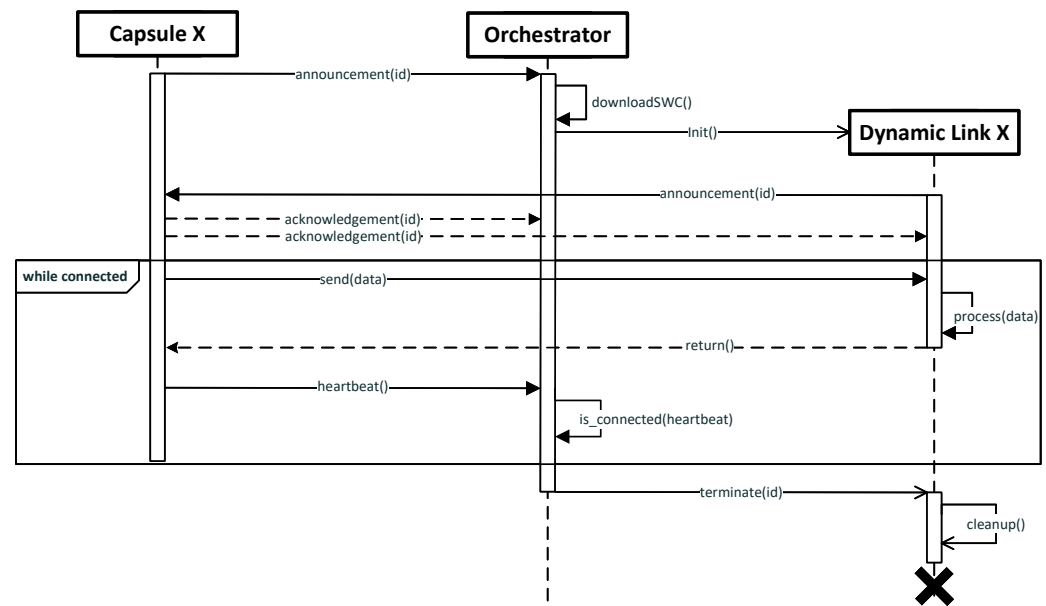 Capsule X
Orchestrator
announcement(id)
downloadSWC()
Init()
Dynamic Link X
announcement(id)
acknowledgement(id)
acknowledgement(id)
while connected
send(data)
process(data)
return()
heartbeat()
is_connected(heartbeat)
terminate(id)
cleanup()